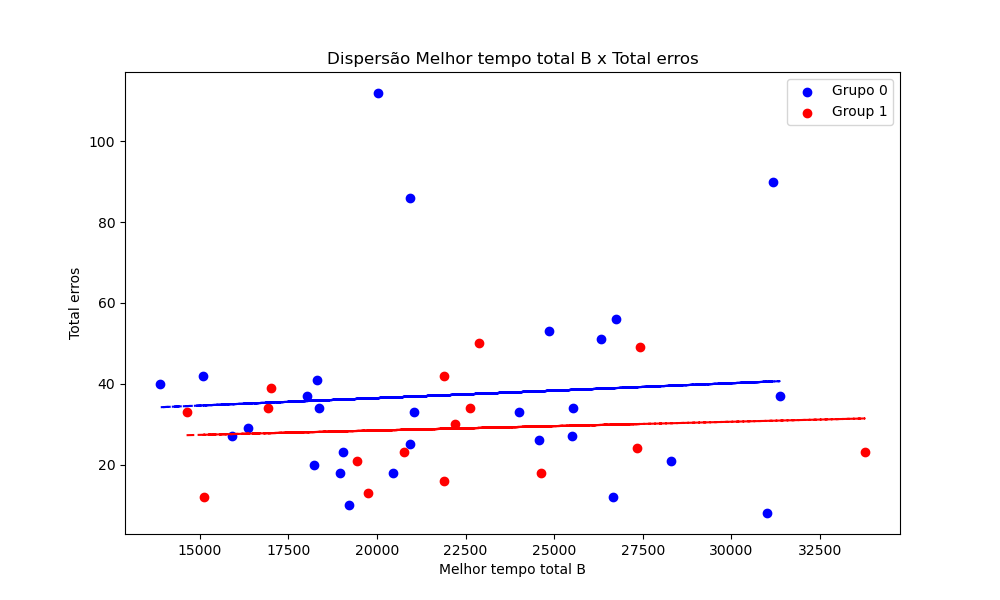 Dispersão Melhor tempo total B x Total erros
Grupo 0
Group 1
Total erros
100
80
60
40
20
15000 17500 20000 22500 25000 27500 30000 32500
Melhor tempo total B